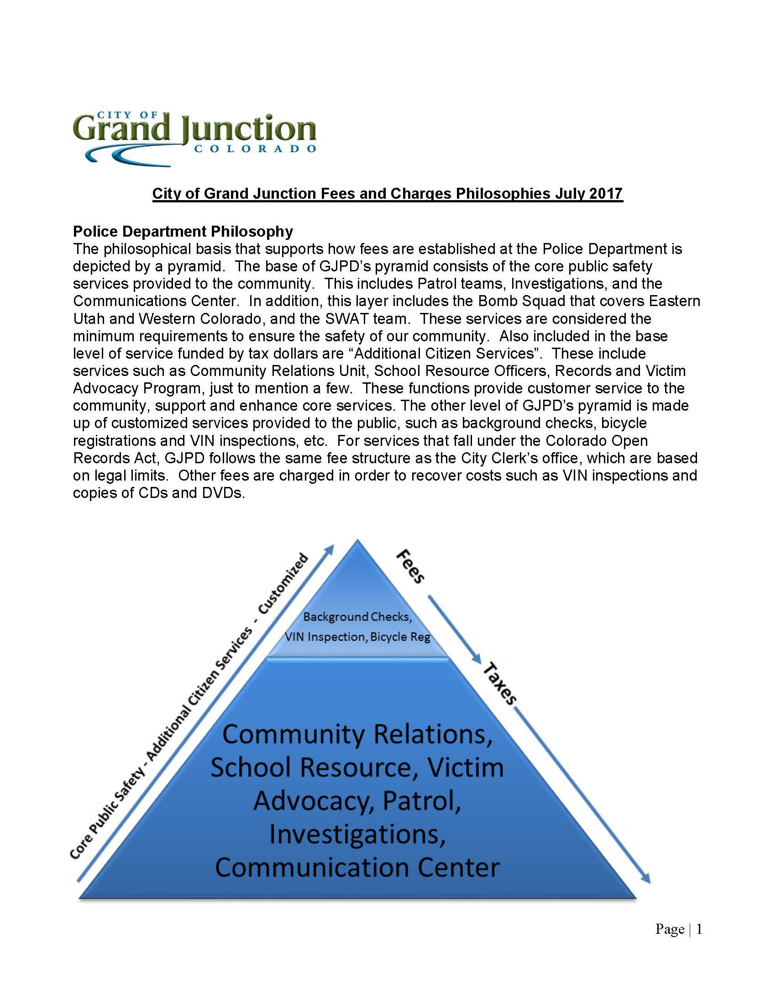 CITY OF
Grand Junction
COLORADO
City of Grand Junction Fees and Charges Philosophies July 2017
Police Department Philosophy
The philosophical basis that supports how fees are established at the Police Department is
depicted by a pyramid.  The base of GJPD’s pyramid consists of the core public safety
services provided to the community.  This includes Patrol teams, Investigations, and the
Communications Center.  In addition, this layer includes the Bomb Squad that covers Eastern
Utah and Western Colorado, and the SWAT team.  These services are considered the
minimum requirements to ensure the safety of our community.  Also included in the base
level of service funded by tax dollars are “Additional Citizen Services”.  These include
services such as Community Relations Unit, School Resource Officers, Records and Victim
Advocacy Program, just to mention a few.  These functions provide customer service to the
community, support and enhance core services. The other level of GJPD’s pyramid is made
up of customized services provided to the public, such as background checks, bicycle
registrations and VIN inspections, etc.  For services that fall under the Colorado Open
Records Act, GJPD follows the same fee structure as the City Clerk’s office, which are based
on legal limits.  Other fees are charged in order to recover costs such as VIN inspections and
copies of CDs and DVDs.
Core Public Safety - Additional Citizen Services - Customized
Fees
Taxes
Background Checks,
VIN Inspection, Bicycle Reg
Community Relations,
School Resource, Victim
Advocacy, Patrol,
Investigations,
Communication Center
Page | 1